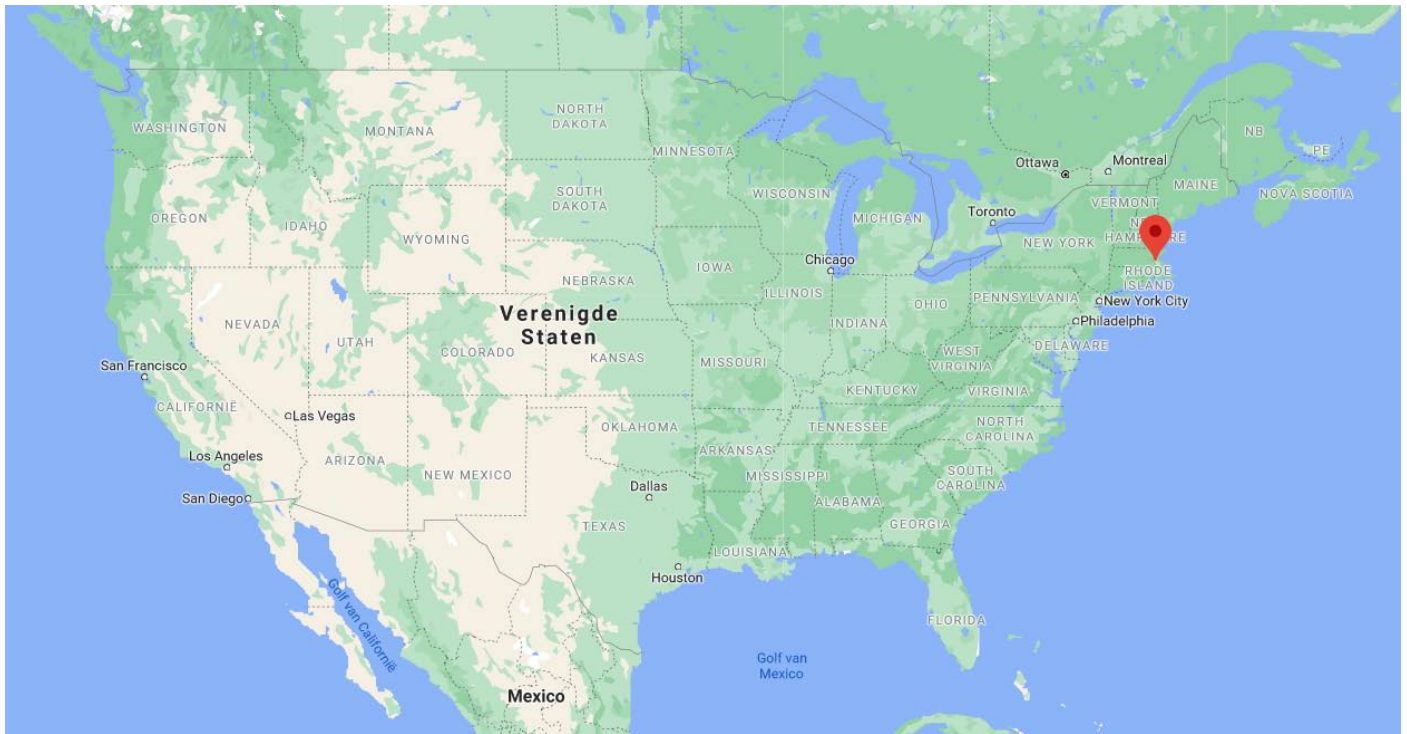 NORTH
DAKOTA
WASHINGTON
MONTANA
NB
MINNESOTA
PE
Ottawa
Montreal
WISCONSIN
MAINE
SOUTH
DAKOTA
NOVA SCOTIA
VERMONT
OREGON
MICHIGAN
Toronto
IDAHO
WYOMING
NEW YORK
Chicago
IOWA
RHODE
ISLAND
NEBRASKA
ILLINOIS
OHIO
PENNSYLVANIA
New York City
Verenigde
Staten
NEVADA
INDIANA
Philadelphia
UTAH
COLORADO
KANSAS
MISSOURI
WEST
VIRGINIA
DELAWARE
San Francisco
KENTUCKY
VIRGINIA
CALIFORNIË
Las Vegas
OKLAHOMA
TENNESSEE
NORTH
CAROLINA
Los Angeles
ARIZONA
NEW MEXICO
ARKANSAS
MISSISSIPPI
SOUTH
CAROLINA
San Diego
Dallas
ALABAMA
TEXAS
GEORGIA
LOUISIANA
Houston
Golf van Californië
FLORIDA
Golf van
Mexico
Mexico